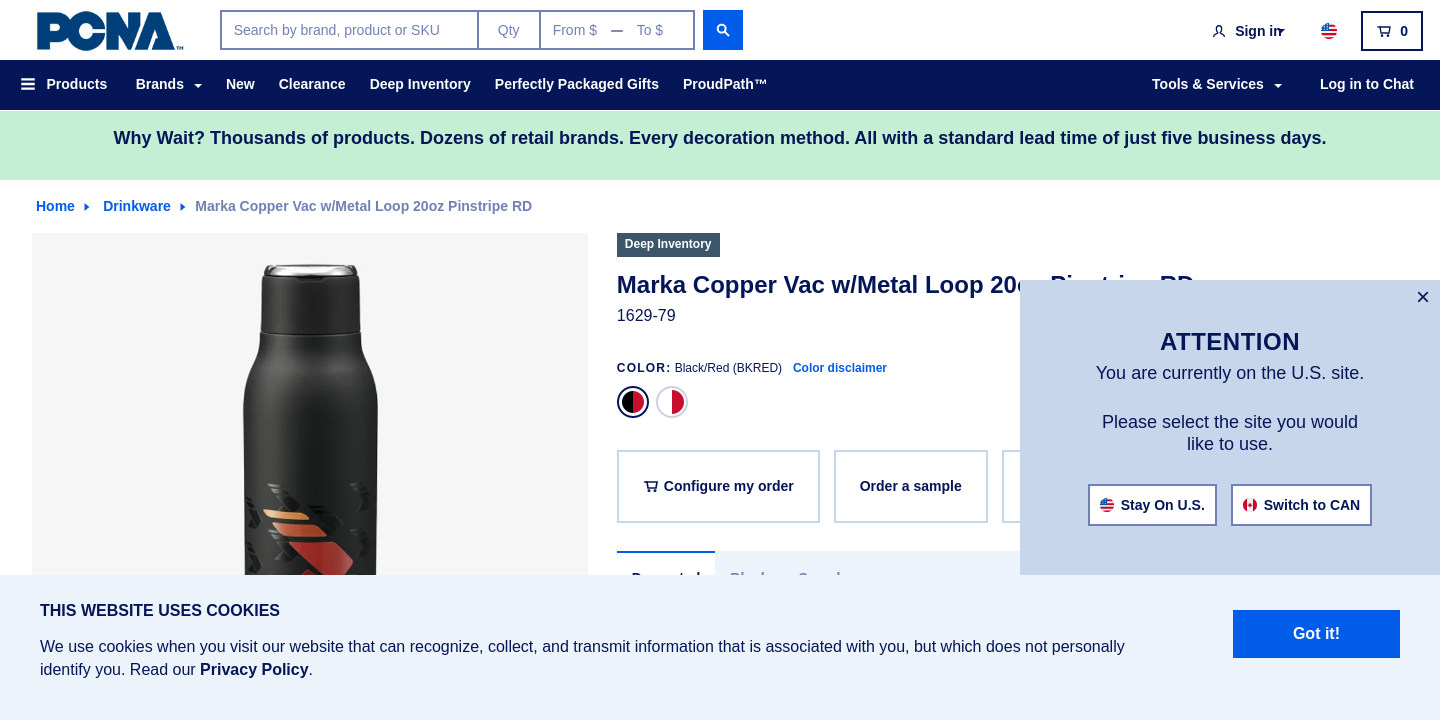 PCNA™
Search by brand, product or SKU
Qty
From $ — To $
Sign in
0
Products
Brands
New
Clearance
Deep Inventory
Perfectly Packaged Gifts
ProudPath™
Tools & Services
Log in to Chat
Why Wait? Thousands of products. Dozens of retail brands. Every decoration method. All with a standard lead time of just five business days.
Home
Drinkware
Marka Copper Vac w/Metal Loop 20oz Pinstripe RD
Deep Inventory
Marka Copper Vac w/Metal Loop 20oz Pinstripe RD
1629-79
COLOR: Black/Red (BKRED) Color disclaimer
Configure my order
Order a sample
×
ATTENTION
You are currently on the U.S. site.
Please select the site you would
like to use.
Stay On U.S.
Switch to CAN
THIS WEBSITE USES COOKIES
We use cookies when you visit our website that can recognize, collect, and transmit information that is associated with you, but which does not personally
identify you. Read our Privacy Policy.
Got it!